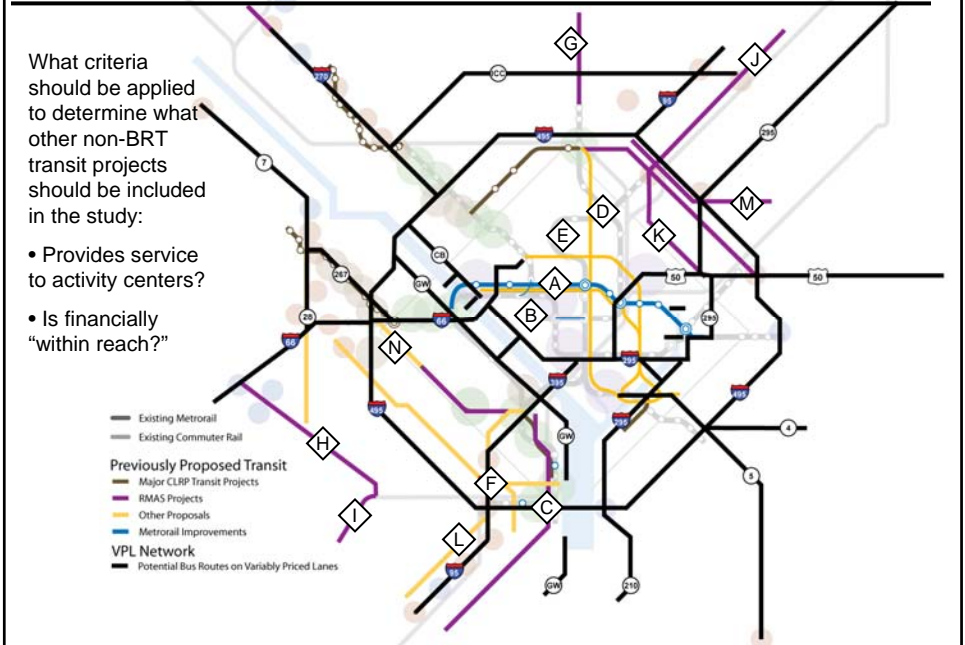 What criteria
should be applied
to determine what
other non-BRT
transit projects
should be included
in the study:
• Provides service
to activity centers?
• Is financially
“within reach?”
G
J
270
ICC
95
495
295
7
D
M
E
K
CB
267
GW
A
50
50
B
28
66
295
66
N
295
395
495
295
495
GW
4
H
5
F
I
C
L
95
GW
210
Existing Metrorail
Existing Commuter Rail
Previously Proposed Transit
Major CLRP Transit Projects
RMAS Projects
Other Proposals
Metrorail Improvements
VPL Network
Potential Bus Routes on Variably Priced Lanes